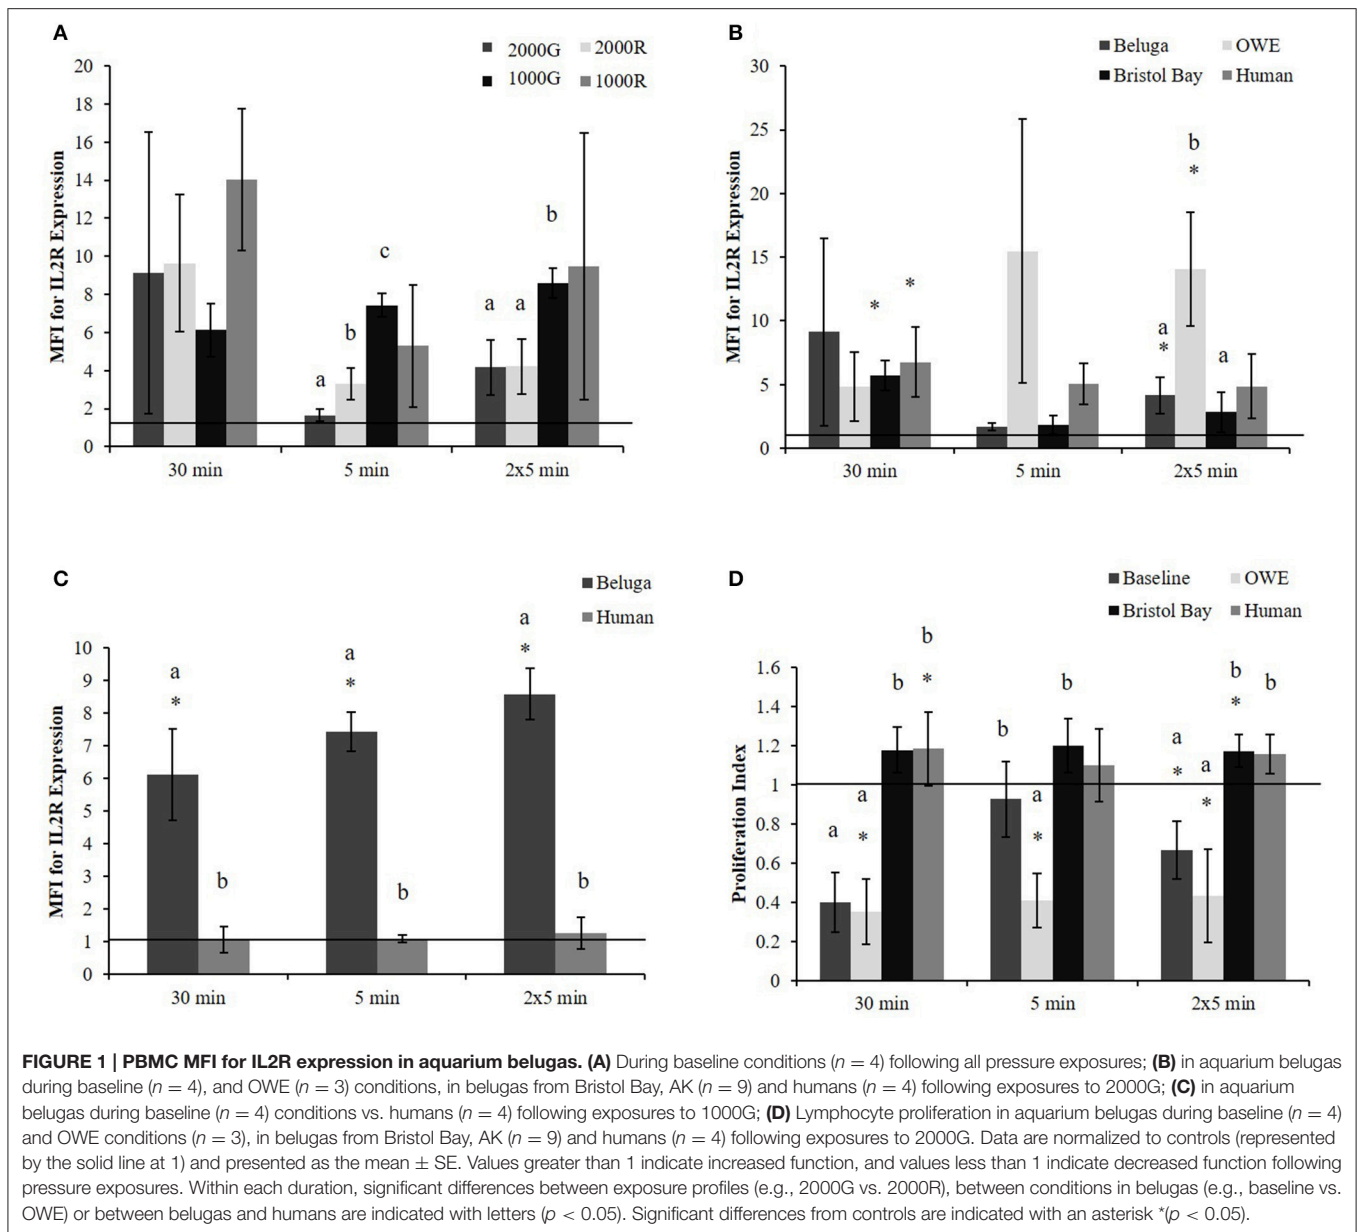 A
2000G 2000R
1000G 1000R
MFI for IL2R Expression
20
18
16
14
12
10
8
6
4
2
0
a
b
c
a
a
b
30 min
5 min
2x5 min
B
Beluga OWE
Bristol Bay Human
MFI for IL2R Expression
30
25
20
15
10
5
0
*
*
a
*
b
*
a
30 min
5 min
2x5 min
C
Beluga
Human
MFI for IL2R Expression
10
9
8
7
6
5
4
3
2
1
0
a
*
b
a
*
b
a
*
b
30 min
5 min
2x5 min
D
Baseline OWE
Bristol Bay Human
Proliferation Index
1.6
1.4
1.2
1
0.8
0.6
0.4
0.2
0
a
a
*
b
b
*
b
a
*
b
a
*
a
*
b
*
b
30 min
5 min
2x5 min
FIGURE 1 | PBMC MFI for IL2R expression in aquarium belugas. (A) During baseline conditions (n = 4) following all pressure exposures; (B) in aquarium belugas
during baseline (n = 4), and OWE (n = 3) conditions, in belugas from Bristol Bay, AK (n = 9) and humans (n = 4) following exposures to 2000G; (C) in aquarium
belugas during baseline (n = 4) conditions vs. humans (n = 4) following exposures to 1000G; (D) Lymphocyte proliferation in aquarium belugas during baseline (n = 4)
and OWE conditions (n = 3), in belugas from Bristol Bay, AK (n = 9) and humans (n = 4) following exposures to 2000G. Data are normalized to controls (represented
by the solid line at 1) and presented as the mean ± SE. Values greater than 1 indicate increased function, and values less than 1 indicate decreased function following
pressure exposures. Within each duration, significant differences between exposure profiles (e.g., 2000G vs. 2000R), between conditions in belugas (e.g., baseline vs.
OWE) or between belugas and humans are indicated with letters (p < 0.05). Significant differences from controls are indicated with an asterisk *(p < 0.05).